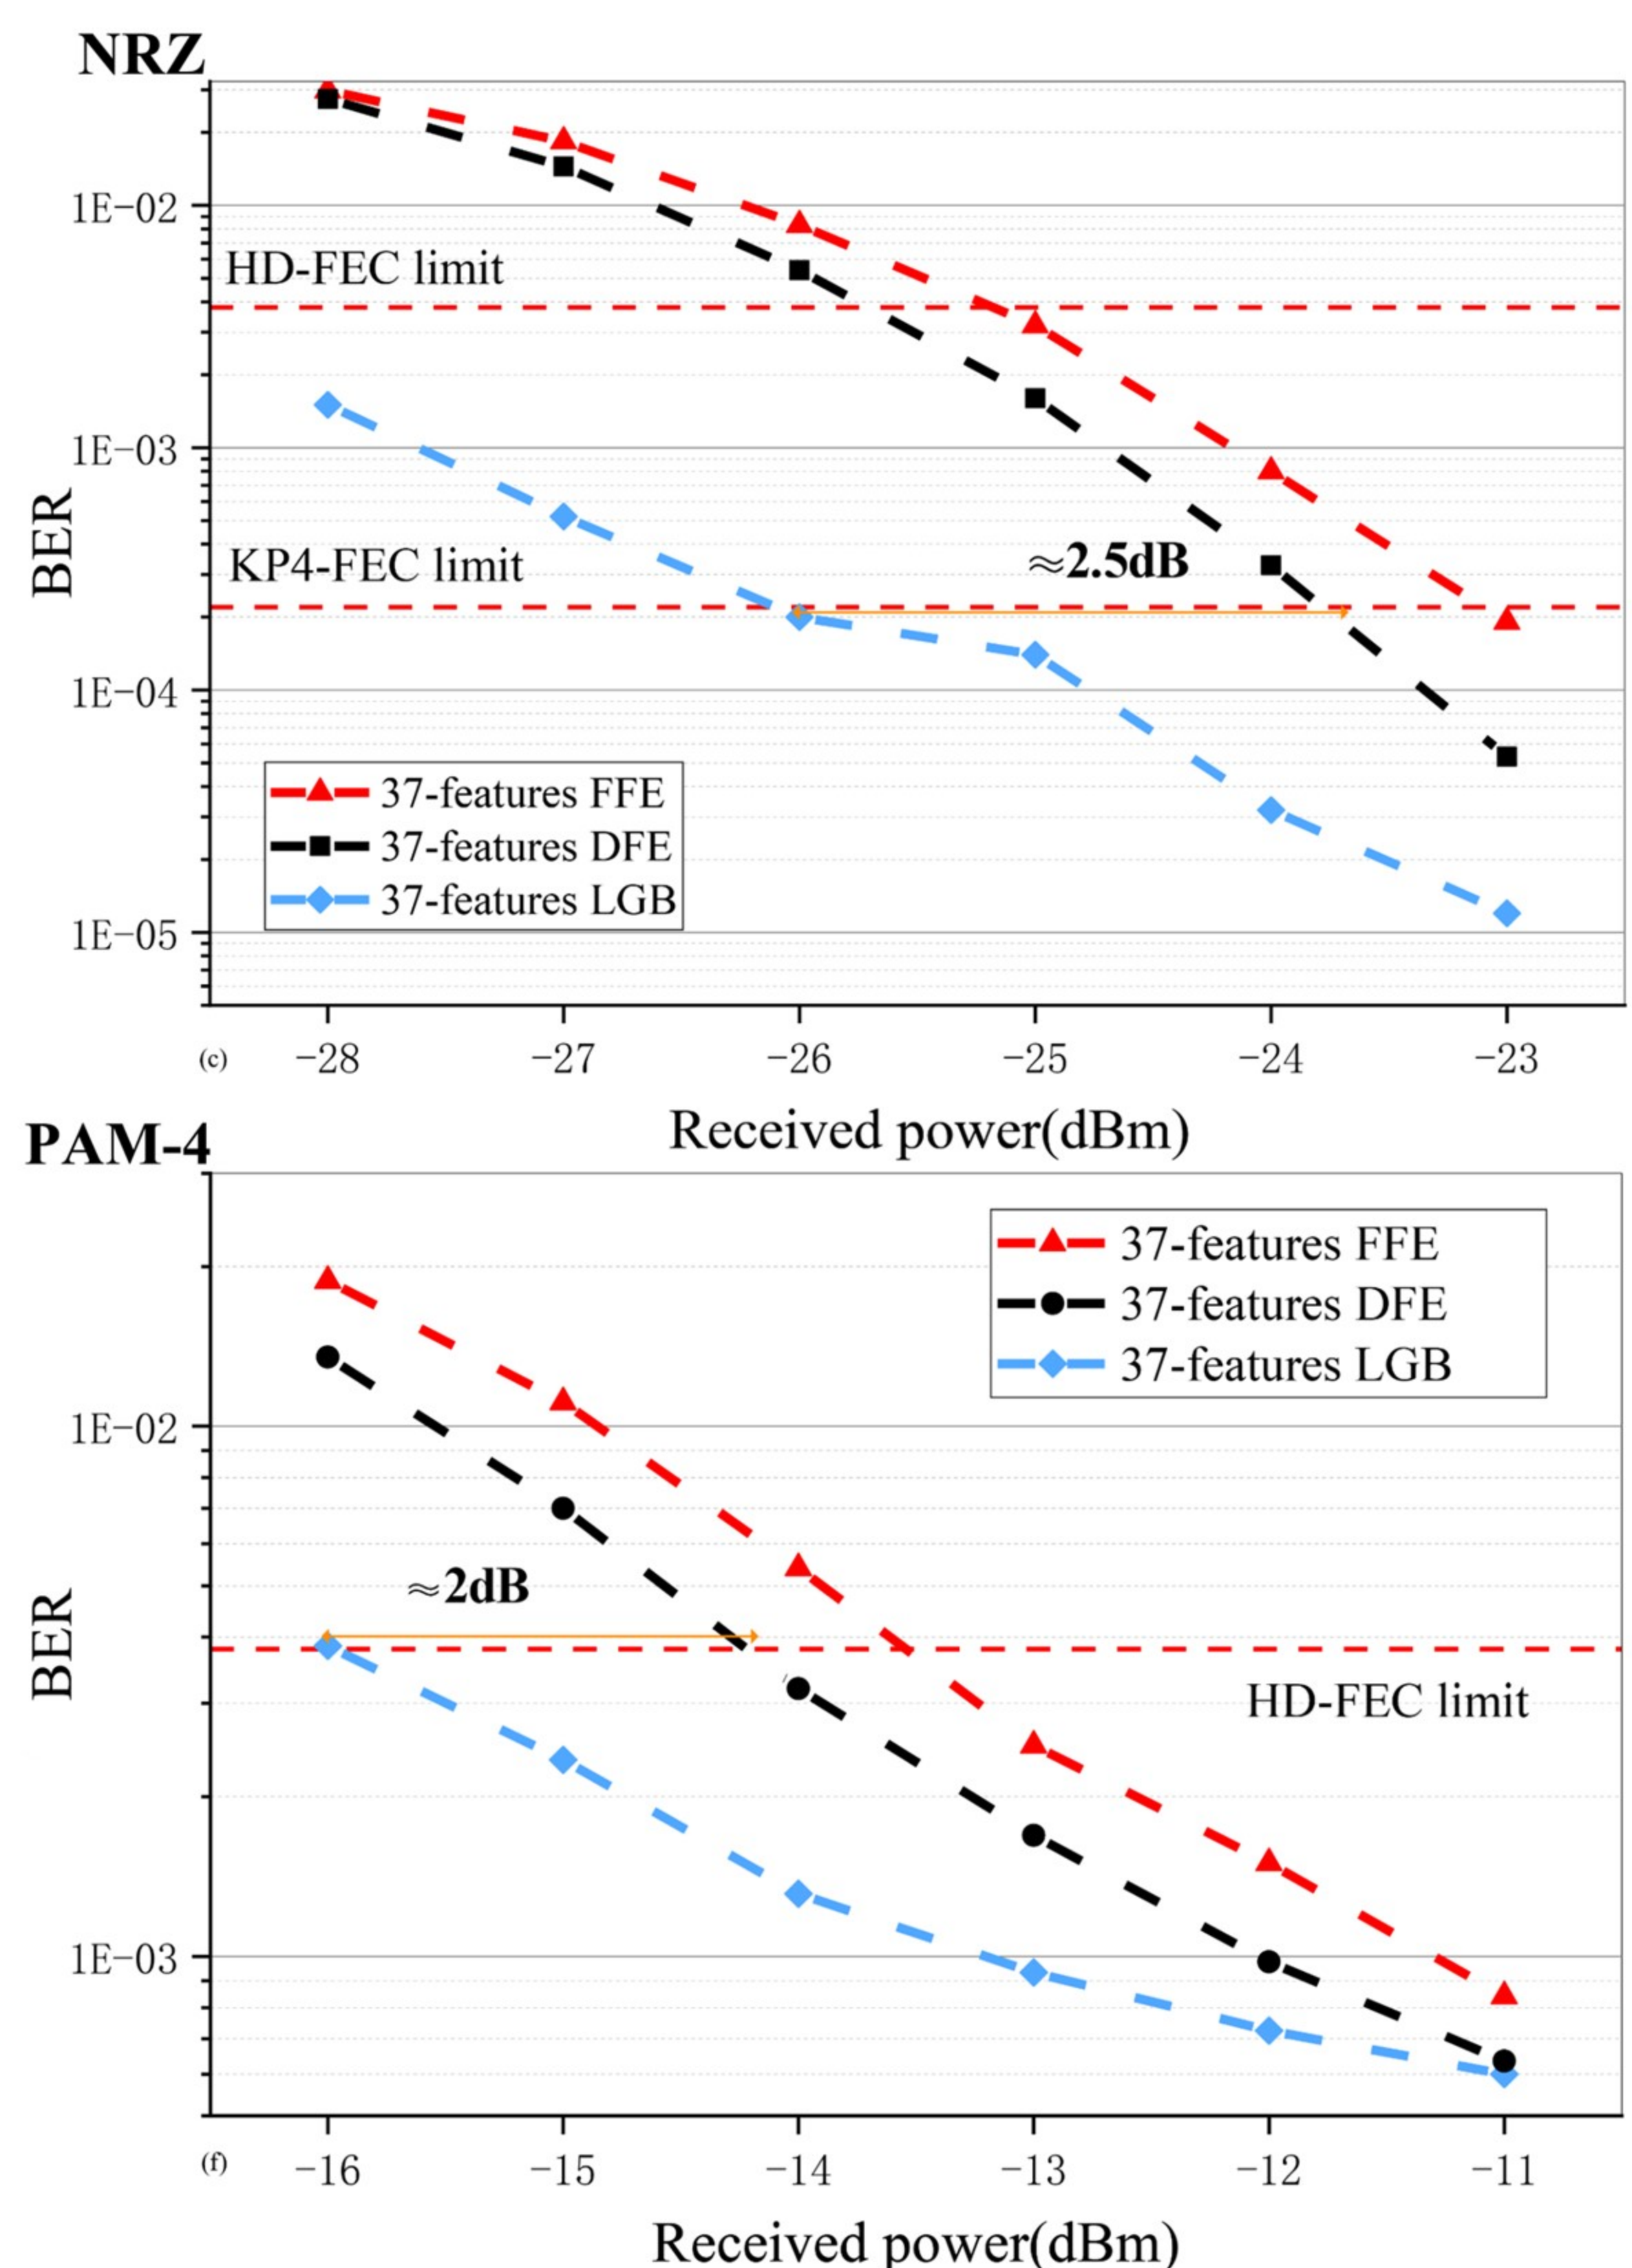 NRZ
1E−02
HD-FEC limit
1E−03
BER
KP4-FEC limit
≈2.5dB
1E−04
37-features FFE
37-features DFE
37-features LGB
1E−05
(c)
−28 −27 −26 −25 −24 −23
Received power(dBm)
PAM-4
37-features FFE
37-features DFE
37-features LGB
1E−02
≈2dB
BER
HD-FEC limit
1E−03
(f)
−16 −15 −14 −13 −12 −11
Received power(dBm)